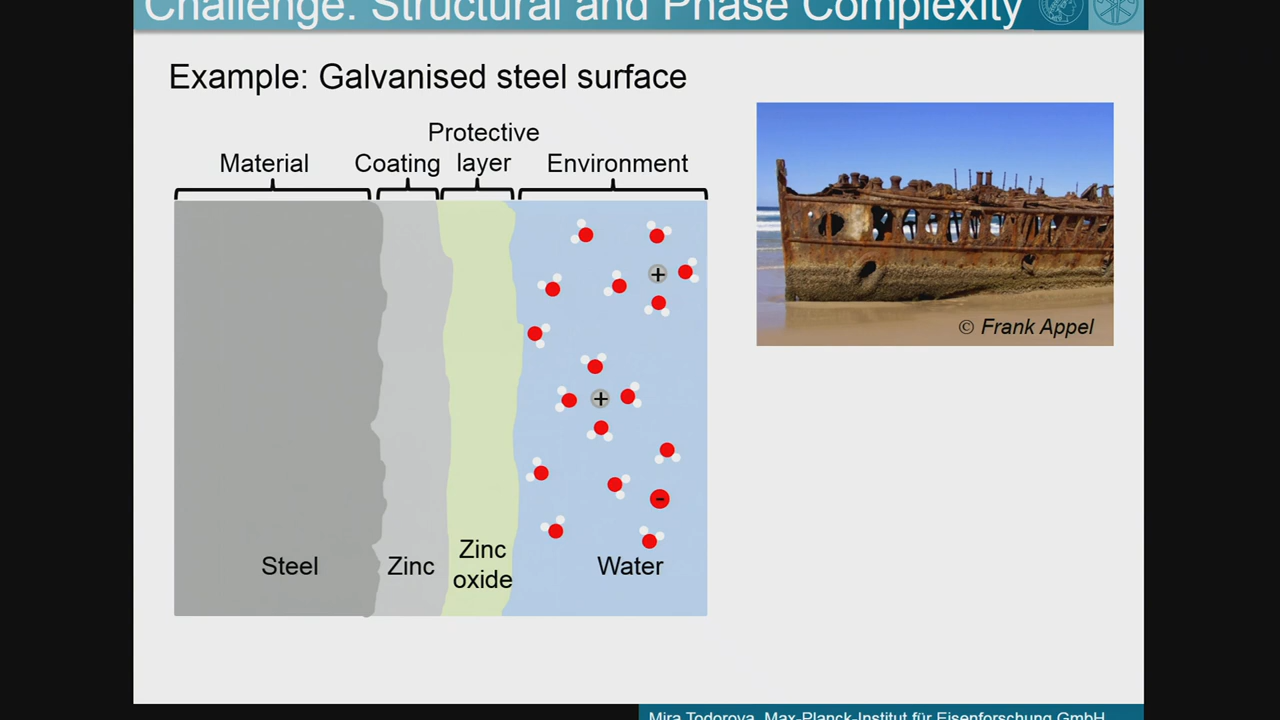 Challenge: Structural and Phase Complexity
Example: Galvanised steel surface
Material
Coating
Protective
layer
Environment
+
+
-
Steel
Zinc
Zinc
oxide
Water
© Frank Appel
Mira Todorova, Max-Planck-Institut für Eisenforschung GmbH